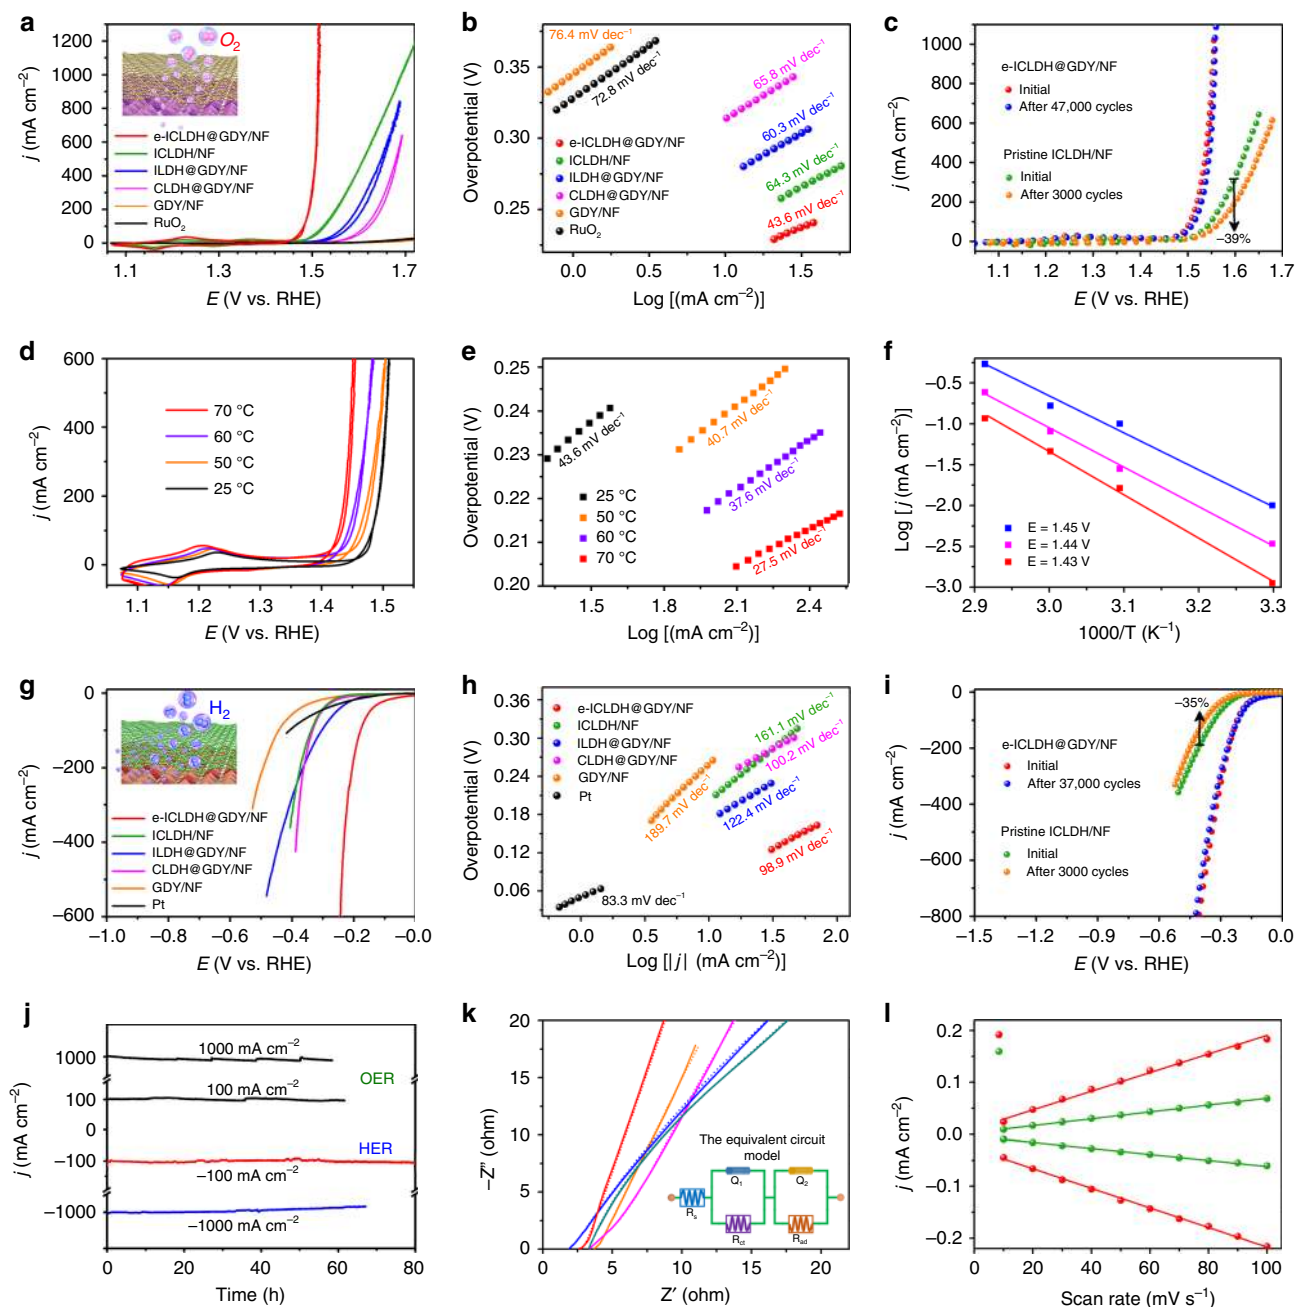 a
1200
1000
800
600
400
200
0
j (mA cm⁻²)
O₂
e-ICLDH@GDY/NF
ICLDH/NF
ILDH@GDY/NF
CLDH@GDY/NF
GDY/NF
RuO₂
1.1 1.3 1.5 1.7
E (V vs. RHE)
b
0.35
0.30
0.25
Overpotential (V)
76.4 mV dec⁻¹
72.8 mV dec⁻¹
65.8 mV dec⁻¹
60.3 mV dec⁻¹
64.3 mV dec⁻¹
43.6 mV dec⁻¹
e-ICLDH@GDY/NF
ICLDH/NF
ILDH@GDY/NF
CLDH@GDY/NF
GDY/NF
RuO₂
0.0 0.5 1.0 1.5 2.0
Log [(mA cm⁻²)]
c
1000
800
600
400
200
0
j (mA cm⁻²)
e-ICLDH@GDY/NF
Initial
After 47,000 cycles
Pristine ICLDH/NF
Initial
After 3000 cycles
−39%
1.1 1.2 1.3 1.4 1.5 1.6 1.7
E (V vs. RHE)
d
600
400
200
0
j (mA cm⁻²)
70 °C
60 °C
50 °C
25 °C
1.1 1.2 1.3 1.4 1.5
E (V vs. RHE)
e
0.25
0.24
0.23
0.22
0.21
0.20
Overpotential (V)
43.6 mV dec⁻¹
40.7 mV dec⁻¹
37.6 mV dec⁻¹
27.5 mV dec⁻¹
25 °C
50 °C
60 °C
70 °C
1.5 1.8 2.1 2.4
Log [(mA cm⁻²)]
f
−0.5
−1.0
−1.5
−2.0
−2.5
−3.0
Log [j (mA cm⁻²)]
E = 1.45 V
E = 1.44 V
E = 1.43 V
2.9 3.0 3.1 3.2 3.3
1000/T (K⁻¹)
g
0
−200
−400
−600
j (mA cm⁻²)
H₂
e-ICLDH@GDY/NF
ICLDH/NF
ILDH@GDY/NF
CLDH@GDY/NF
GDY/NF
Pt
−1.0 −0.8 −0.6 −0.4 −0.2 −0.0
E (V vs. RHE)
h
0.36
0.30
0.24
0.18
0.12
0.06
Overpotential (V)
e-ICLDH@GDY/NF
ICLDH/NF
ILDH@GDY/NF
CLDH@GDY/NF
GDY/NF
Pt
161.1 mV dec⁻¹
100.2 mV dec⁻¹
189.7 mV dec⁻¹
122.4 mV dec⁻¹
98.9 mV dec⁻¹
83.3 mV dec⁻¹
0.0 0.5 1.0 1.5 2.0
Log [|j| (mA cm⁻²)]
i
0
−200
−400
−600
−800
j (mA cm⁻²)
−35%
e-ICLDH@GDY/NF
Initial
After 37,000 cycles
Pristine ICLDH/NF
Initial
After 3000 cycles
−1.5 −1.2 −0.9 −0.6 −0.3 0.0
E (V vs. RHE)
j
1000
100
0
−100
−1000
j (mA cm⁻²)
1000 mA cm⁻²
OER
100 mA cm⁻²
HER
−100 mA cm⁻²
−1000 mA cm⁻²
0 20 40 60 80
Time (h)
k
20
15
10
5
0
−Z″ (ohm)
The equivalent circuit
model
Rs
Q₁
Rct
Q₂
Rad
0 5 10 15 20
Z′ (ohm)
l
0.2
0.1
0.0
−0.1
−0.2
j (mA cm⁻²)
0 20 40 60 80 100
Scan rate (mV s⁻¹)